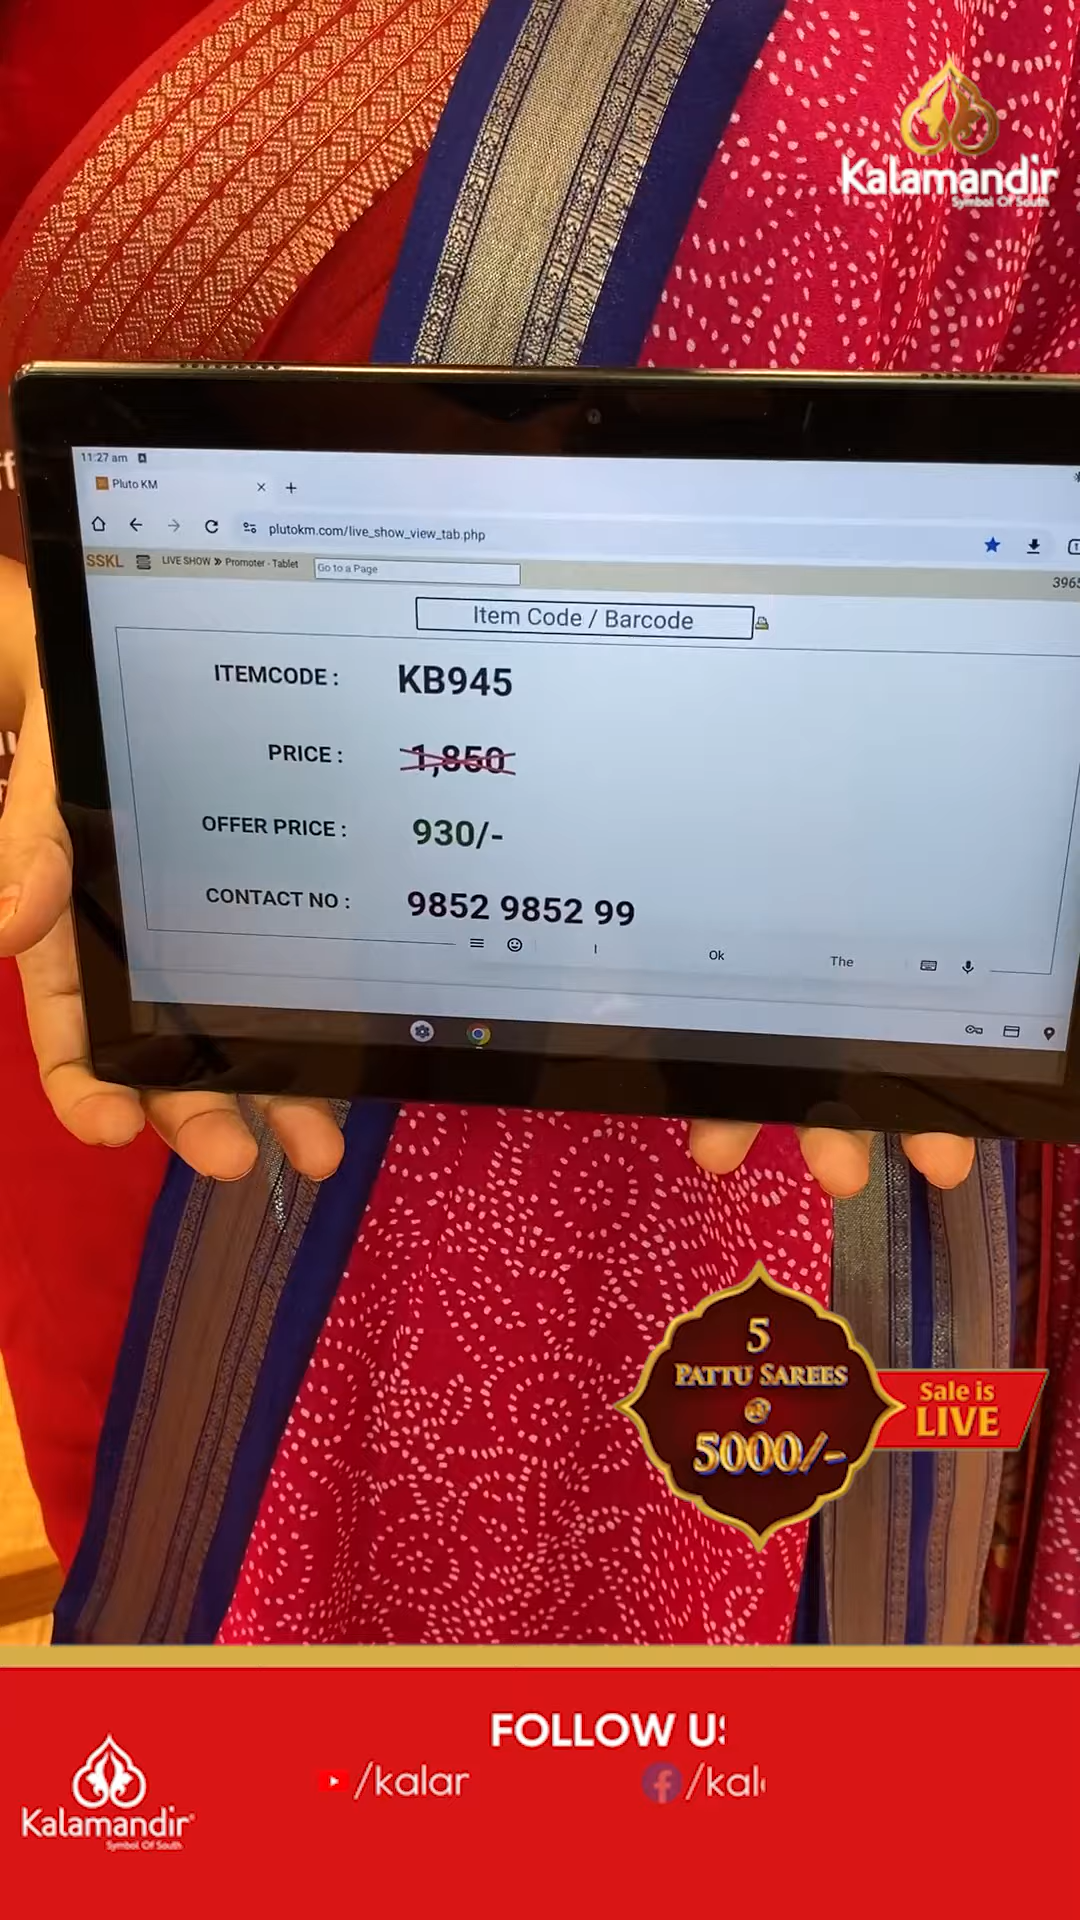 Kalamandir
Symbol Of South
11:27 am
Pluto KM
plutokm.com/live_show_view_tab.php
SSKL LIVE SHOW » Promoter - Tablet Go to a Page
3965
Item Code / Barcode
ITEMCODE : KB945
PRICE : 1,850
OFFER PRICE : 930/-
CONTACT NO : 9852 9852 99
I Ok The
5
PATTU SAREES
@
5000/-
Sale is
LIVE
FOLLOW US
/kalar /kal
Kalamandir
Symbol Of South